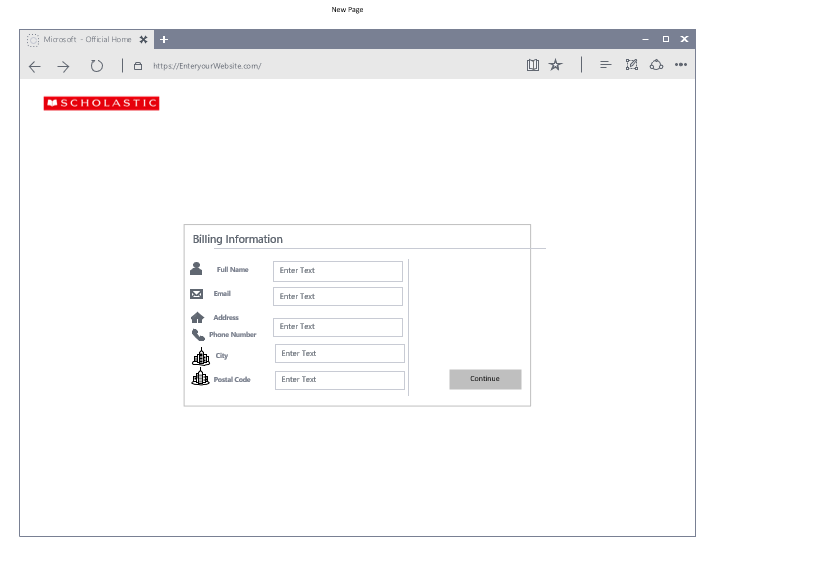 New Page
Microsoft - Official Home
https://EnteryourWebsite.com/
SCHOLASTIC
Billing Information
Full Name
Enter Text
Email
Enter Text
Address
Enter Text
Phone Number
City
Enter Text
Postal Code
Enter Text
Continue